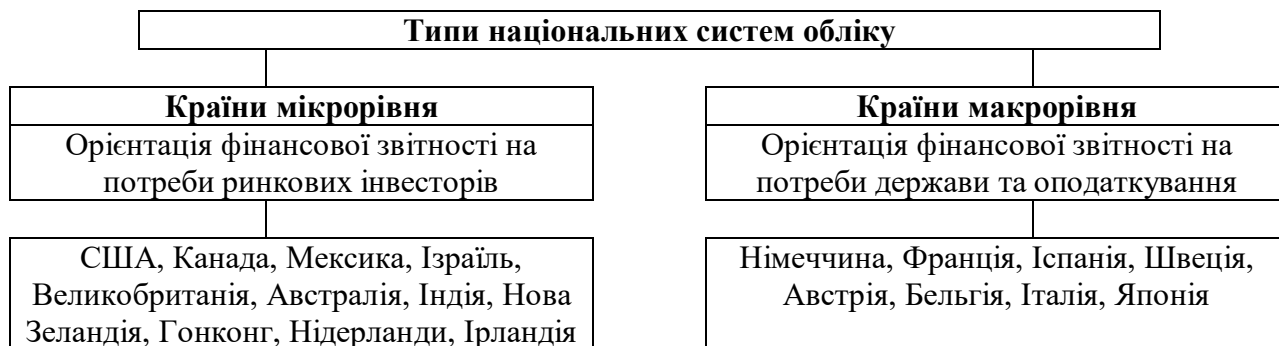 Типи національних систем обліку
Країни мікрорівня
Орієнтація фінансової звітності на
потреби ринкових інвесторів
США, Канада, Мексика, Ізраїль,
Великобританія, Австралія, Індія, Нова
Зеландія, Гонконг, Нідерланди, Ірландія
Країни макрорівня
Орієнтація фінансової звітності на
потреби держави та оподаткування
Німеччина, Франція, Іспанія, Швеція,
Австрія, Бельгія, Італія, Японія